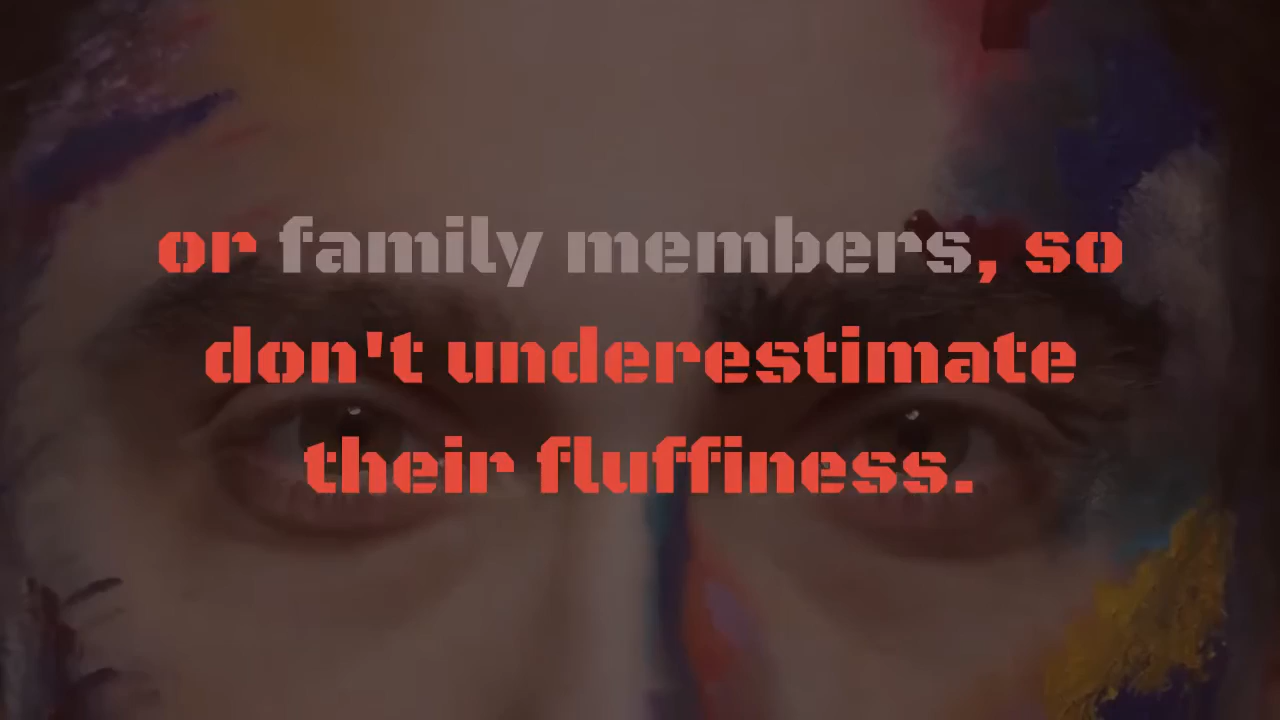 or family members, so
don't underestimate
their fluffiness.